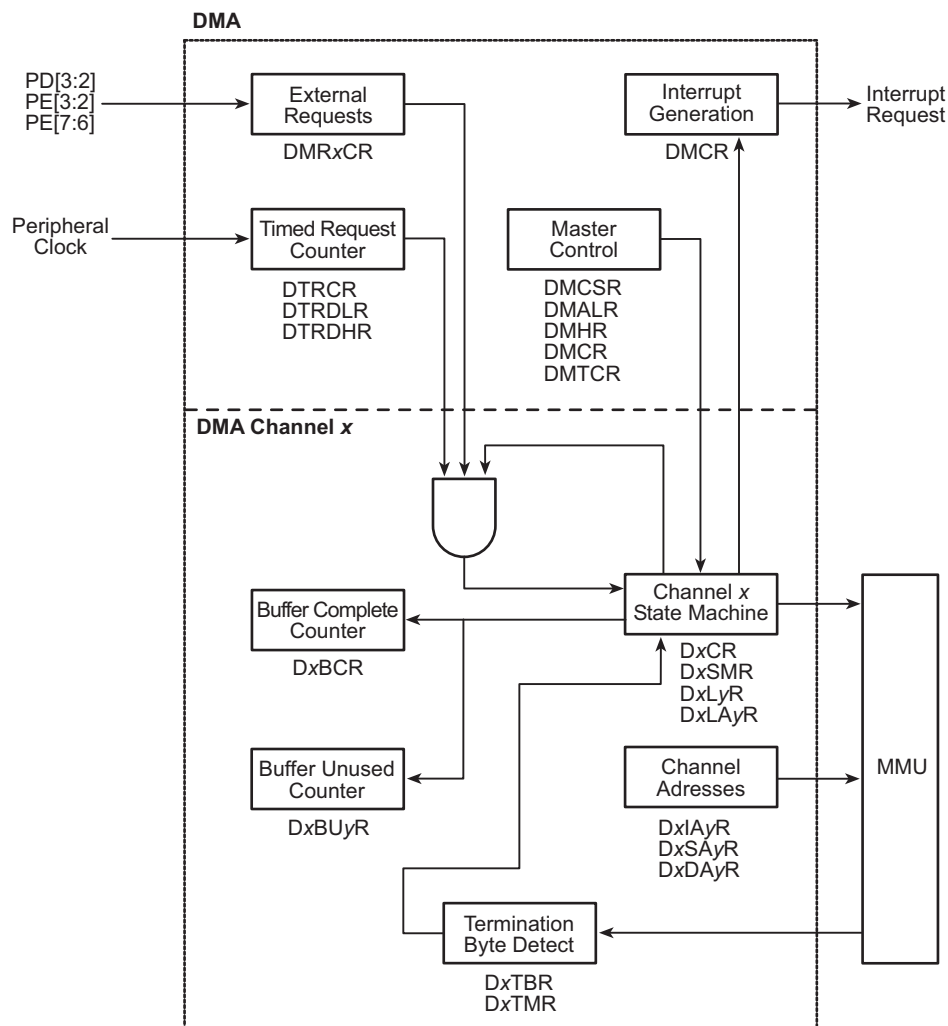 DMA
PD[3:2]
PE[3:2]
PE[7:6]
External
Requests
DMRxCR
Interrupt
Generation
DMCR
Interrupt
Request
Peripheral
Clock
Timed Request
Counter
DTRCR
DTRDLR
DTRDHR
Master
Control
DMCSR
DMALR
DMHR
DMCR
DMTCR
DMA Channel x
Channel x
State Machine
DxCR
DxSMR
DxLyR
DxLAyR
Buffer Complete
Counter
DxBCR
Buffer Unused
Counter
DxBUyR
Channel
Adresses
DxIAyR
DxSAyR
DxDAyR
MMU
Termination
Byte Detect
DxTBR
DxTMR